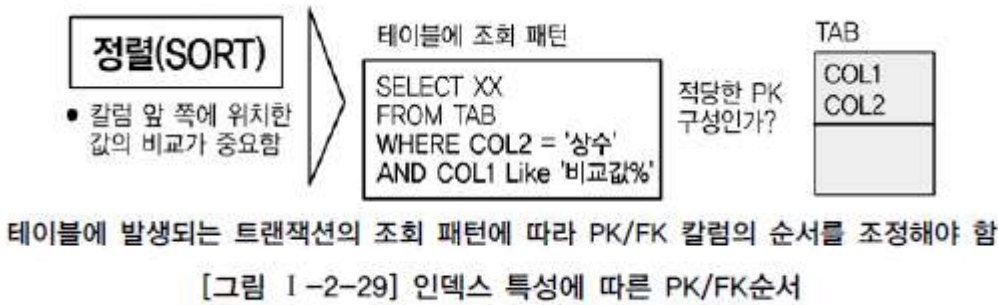 정렬(SORT)
• 칼럼 앞 쪽에 위치한
값의 비교가 중요함
테이블에 조회 패턴
SELECT XX
FROM TAB
WHERE COL2 = '상수'
AND COL1 Like '비교값%'
적당한 PK
구성인가?
TAB
COL1
COL2
테이블에 발생되는 트랜잭션의 조회 패턴에 따라 PK/FK 칼럼의 순서를 조정해야 함
[그림 Ⅰ-2-29] 인덱스 특성에 따른 PK/FK순서